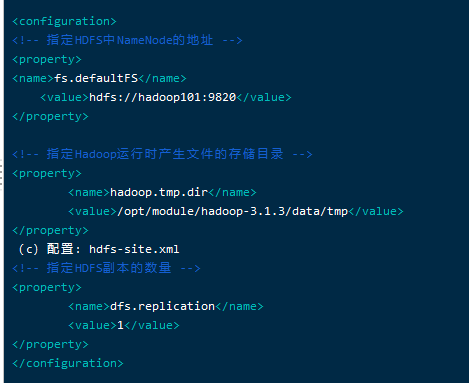 <configuration>
<!-- 指定HDFS中NameNode的地址 -->
<property>
<name>fs.defaultFS</name>
    <value>hdfs://hadoop101:9820</value>
</property>

<!-- 指定Hadoop运行时产生文件的存储目录 -->
<property>
        <name>hadoop.tmp.dir</name>
        <value>/opt/module/hadoop-3.1.3/data/tmp</value>
</property>
（c）配置: hdfs-site.xml
<!-- 指定HDFS副本的数量 -->
<property>
        <name>dfs.replication</name>
        <value>1</value>
</property>
</configuration>